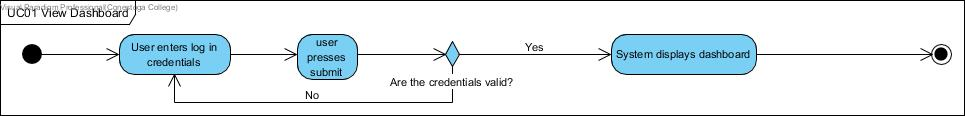 Visual Paradigm Professional(Conestoga College)
UC01 View Dashboard
User enters log in
credentials
user
presses
submit
Yes
System displays dashboard
Are the credentials valid?
No